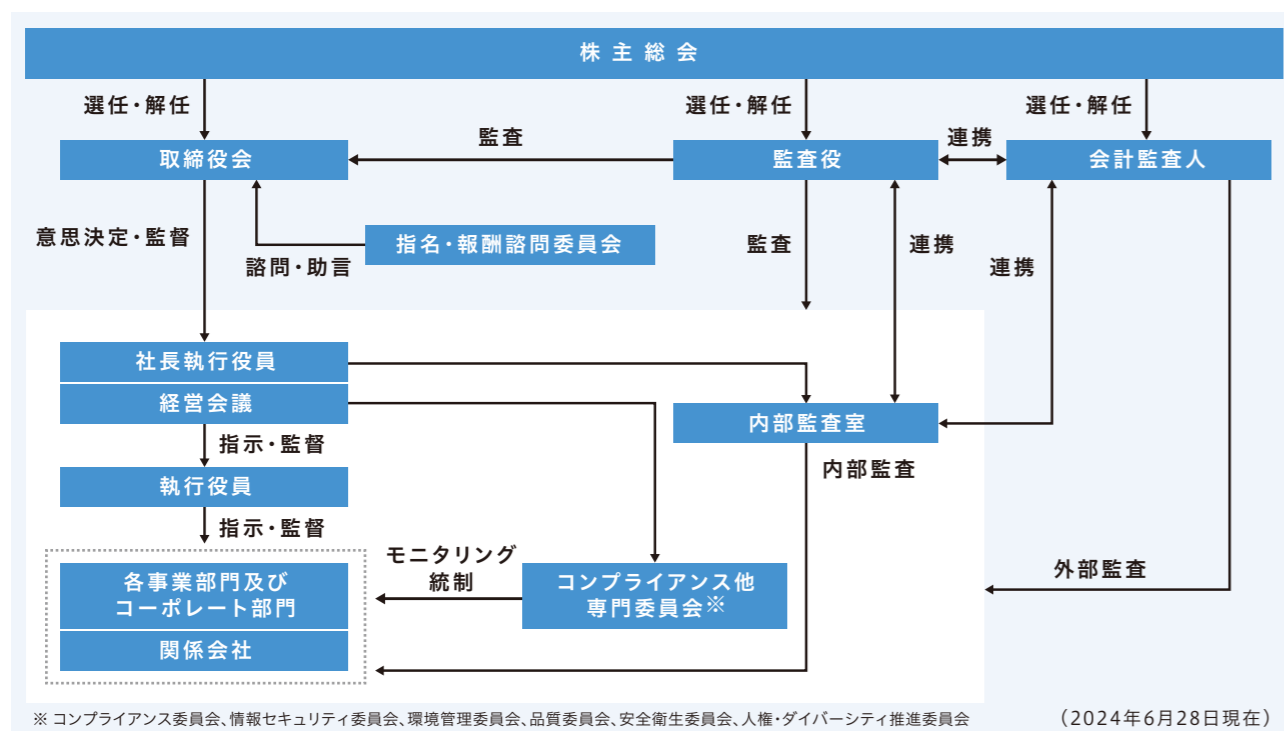 株主総会
選任・解任
選任・解任
選任・解任
取締役会
監査
監査役
連携
会計監査人
意思決定・監督
指名・報酬諮問委員会
諮問・助言
監査
連携
連携
社長執行役員
経営会議
指示・監督
内部監査室
内部監査
執行役員
指示・監督
モニタリング
統制
各事業部門及び
コーポレート部門
関係会社
コンプライアンス他
専門委員会※
外部監査
※ コンプライアンス委員会、情報セキュリティ委員会、環境管理委員会、品質委員会、安全衛生委員会、人権・ダイバーシティ推進委員会
（2024年6月28日現在）